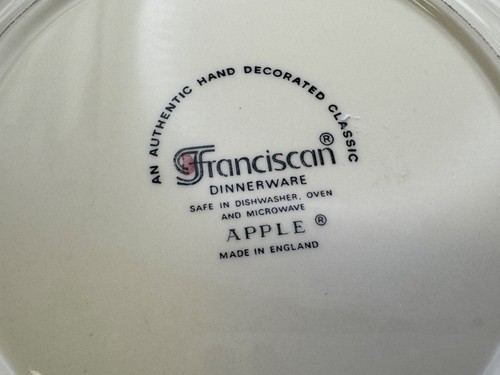 AN AUTHENTIC HAND DECORATED CLASSIC
Franciscan®
DINNERWARE
SAFE IN DISHWASHER, OVEN
AND MICROWAVE
APPLE®
MADE IN ENGLAND